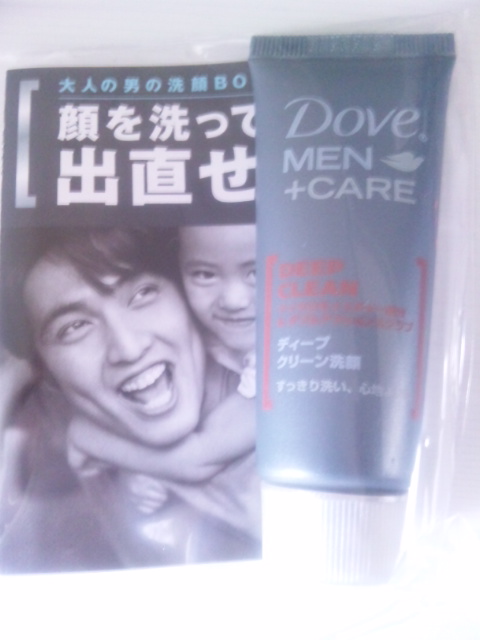 大人の男の洗顔BO
顔を洗って
出直せ
Dove
MEN
+CARE
DEEP
CLEAN
ディープ
クリーン洗顔
すっきり洗い、心地